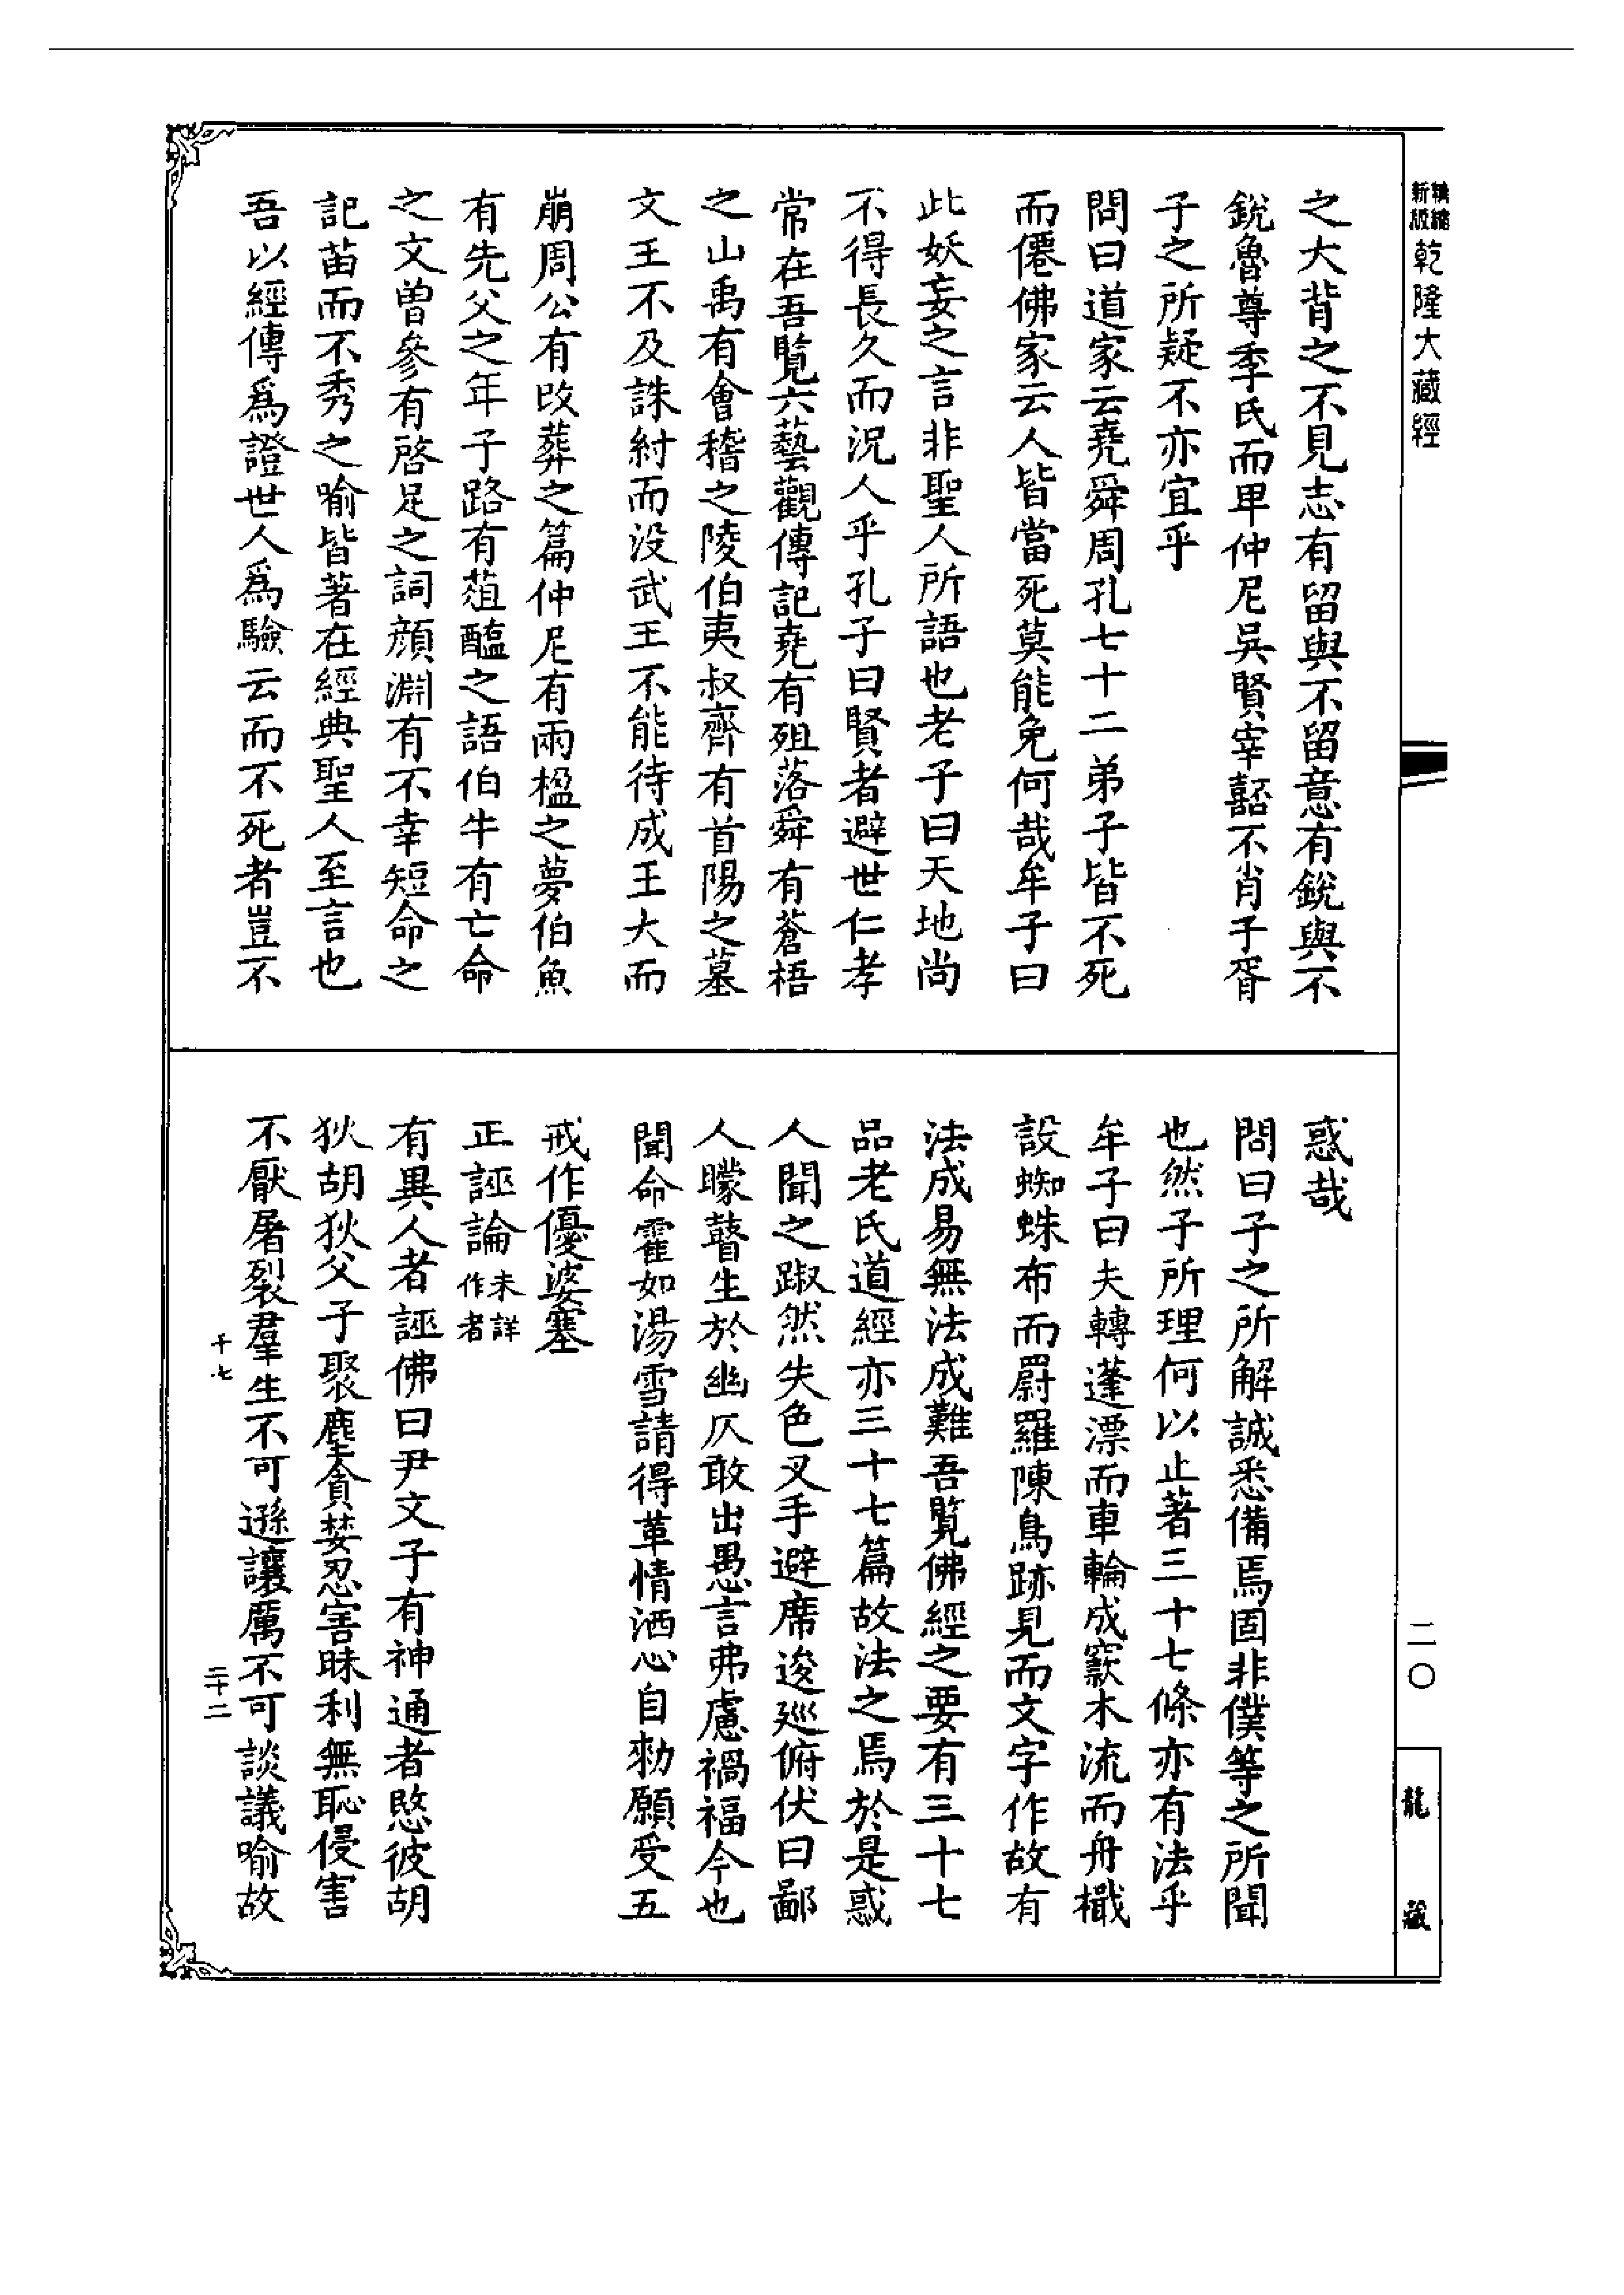 精縮新版乾隆大藏經
之大背之不見志有留與不留意有銳與不
銳魯尊季氏而卑仲尼吳賢宰嚭不肖子胥
子之所疑不亦宜乎
問曰道家云堯舜周孔七十二弟子皆不死
而僊佛家云人皆當死莫能免何哉牟子曰
此妖妄之言非聖人所語也老子曰天地尚
不得長久而況人乎孔子曰賢者避世仁孝
常在吾覽六藝觀傳記堯有殂落舜有蒼梧
之山禹有會稽之陵伯夷叔齊有首陽之墓
文王不及誅紂而没武王不能待成王大而
崩周公有改葬之篇仲尼有兩楹之夢伯魚
有先父之年子路有葅醢之語伯牛有亡命
之文曽參有啓足之詞顔淵有不幸短命之
記苗而不秀之喻皆著在經典聖人至言也
吾以經傳爲證世人爲驗云而不死者豈不
惑哉
問曰子之所解誠悉備焉固非僕等之所聞
也然子所理何以止著三十七條亦有法乎
牟子曰夫轉蓬漂而車輪成窾木流而舟檝
設蜘蛛布而罻羅陳鳥跡見而文字作故有
法成易無法成難吾覽佛經之要有三十七
品老氏道經亦三十七篇故法之焉於是惑
人聞之踧然失色叉手避席逡巡俯伏曰鄙
人矇瞽生於幽仄敢出愚言弗慮禍福今也
聞命霍如湯雪請得革情洒心自勑願受五
戒作優婆塞
正誣論未詳作者
有異人者誣佛曰尹文子有神通者愍彼胡
狄胡狄父子聚麀貪婪忍害昧利無恥侵害
不厭屠裂羣生不可遜讓厲不可談議喻故
千七
二十二
二〇
龍藏